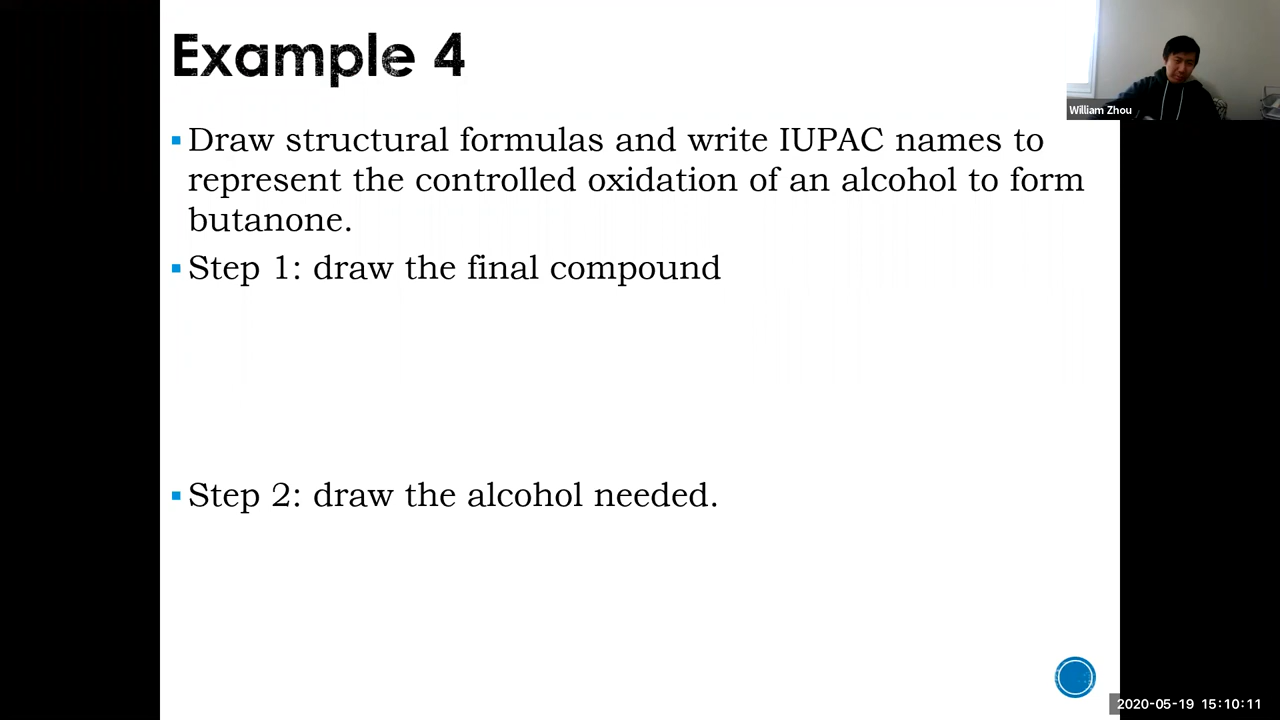 Example 4
William Zhou
▪ Draw structural formulas and write IUPAC names to
represent the controlled oxidation of an alcohol to form
butanone.
▪ Step 1: draw the final compound
▪ Step 2: draw the alcohol needed.
2020-05-19 15:10:11